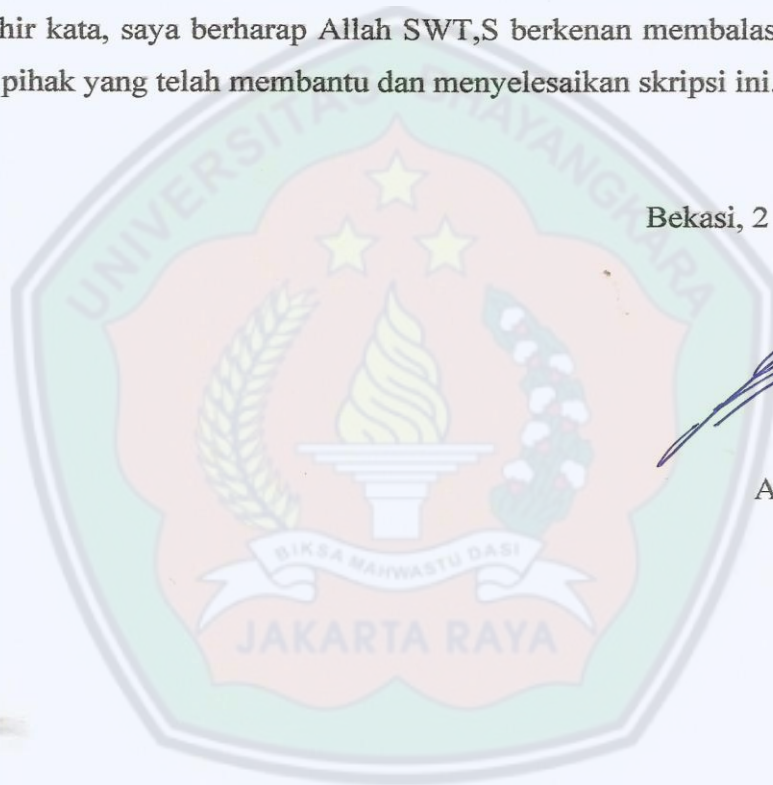 hir kata, saya berharap Allah SWT,S berkenan membalas
pihak yang telah membantu dan menyelesaikan skripsi ini.
UNIVERSITAS BHAYANGKARA
Bekasi, 2
A
BIKSA MAHWASTU DASI
JAKARTA RAYA